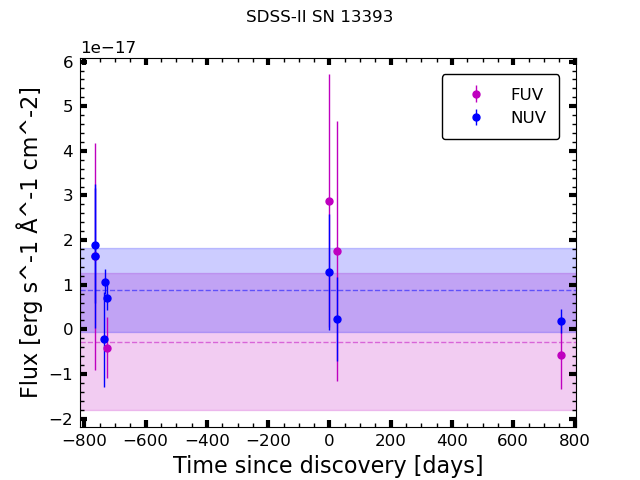 SDSS-II SN 13393
1e−17
FUV
NUV
6
5
4
3
2
1
0
−1
−2
Flux [erg s^-1 Å^-1 cm^-2]
−800 −600 −400 −200 0 200 400 600 800
Time since discovery [days]